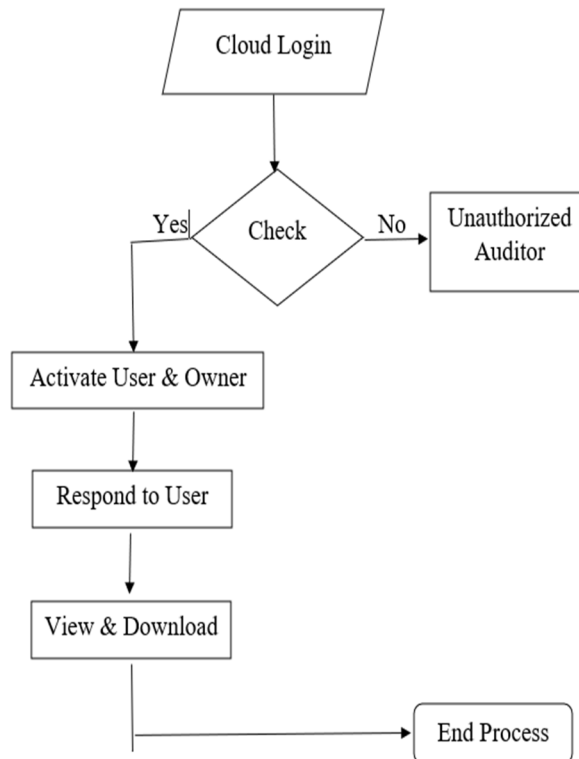 Cloud Login
Yes
Check
No
Unauthorized
Auditor
Activate User & Owner
Respond to User
View & Download
End Process